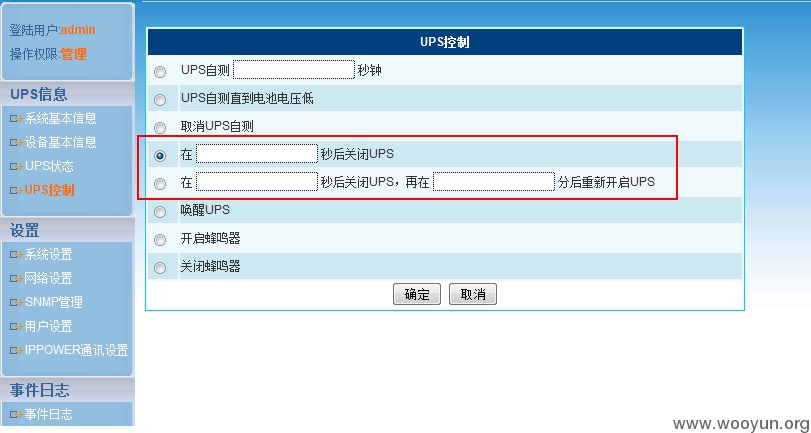 登陆用户:admin
操作权限:管理
UPS信息
系统基本信息
设备基本信息
UPS状态
UPS控制
设置
系统设置
网络设置
SNMP管理
用户设置
IPPOWER通讯设置
事件日志
事件日志
UPS控制
UPS自测 秒钟
UPS自测直到电池电压低
取消UPS自测
在 秒后关闭UPS
在 秒后关闭UPS，再在 分后重新开启UPS
唤醒UPS
开启蜂鸣器
关闭蜂鸣器
确定 取消
www.wooyun.org